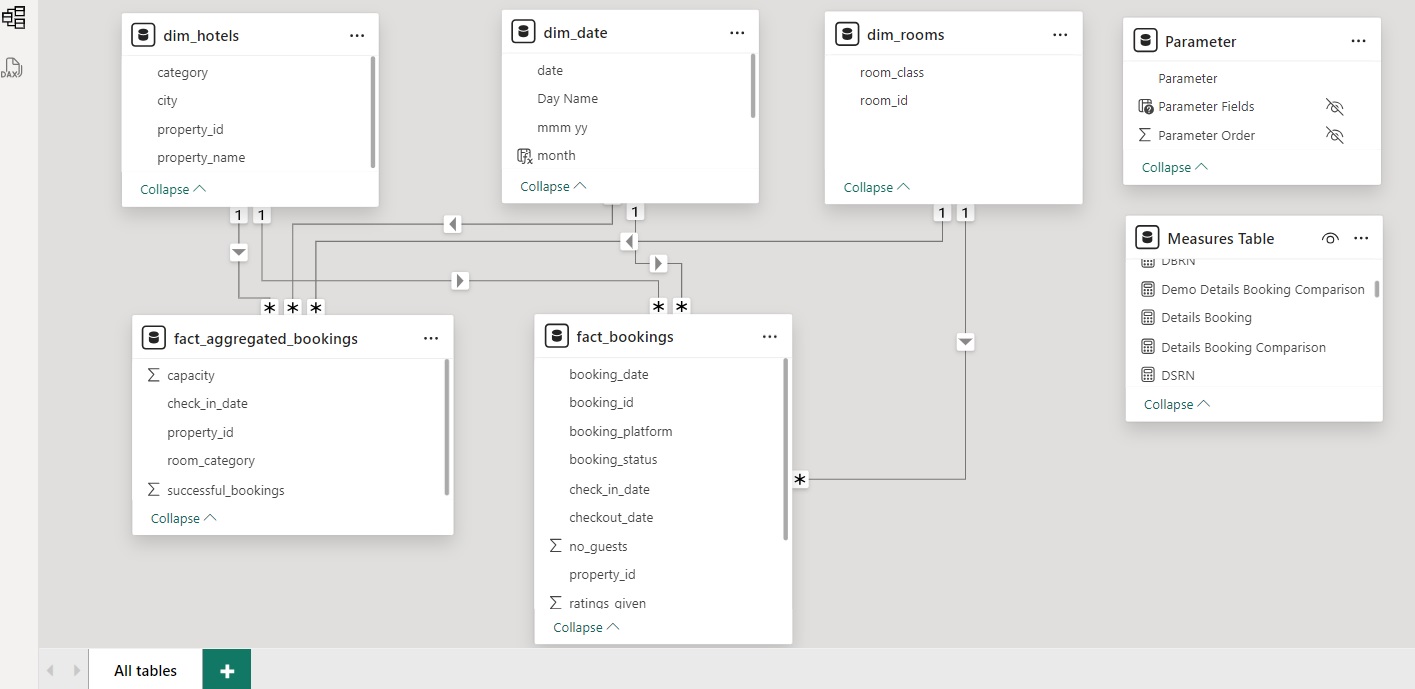 DAX
dim_hotels
category
city
property_id
property_name
Collapse
dim_date
date
Day Name
mmm yy
month
Collapse
dim_rooms
room_class
room_id
Collapse
Parameter
Parameter
Parameter Fields
Parameter Order
Collapse
Measures Table
DBRN
Demo Details Booking Comparison
Details Booking
Details Booking Comparison
DSRN
Collapse
1 1
1
1 1
* * *
* *
*
fact_aggregated_bookings
capacity
check_in_date
property_id
room_category
successful_bookings
Collapse
fact_bookings
booking_date
booking_id
booking_platform
booking_status
check_in_date
checkout_date
no_guests
property_id
ratings_given
Collapse
All tables